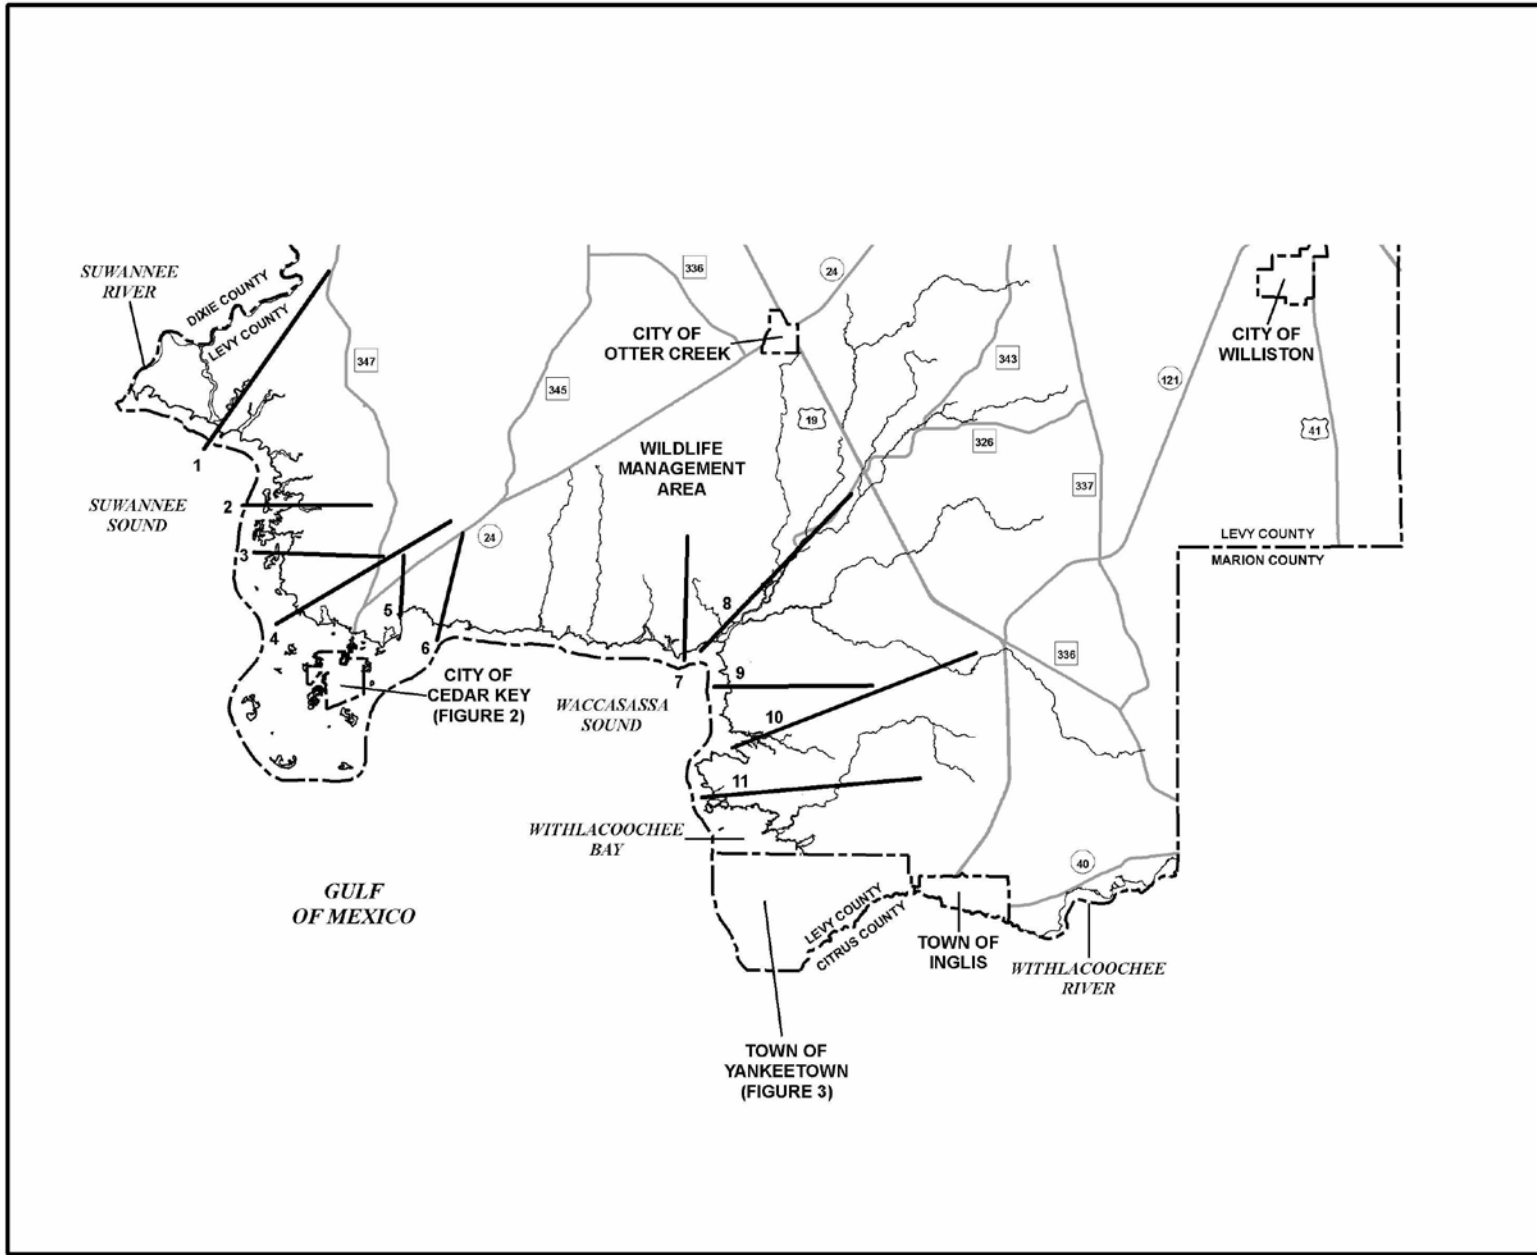 SUWANNEE
RIVER
DIXIE COUNTY
LEVY COUNTY
336
24
CITY OF
OTTER CREEK
CITY OF
WILLISTON
347
345
343
121
19
326
41
WILDLIFE
MANAGEMENT
AREA
1
SUWANNEE
SOUND
2
3
24
337
LEVY COUNTY
MARION COUNTY
4
5
6
7
8
336
CITY OF
CEDAR KEY
(FIGURE 2)
WACCASASSA
SOUND
9
10
11
WITHLACOOCHEE
BAY
40
GULF
OF MEXICO
LEVY COUNTY
CITRUS COUNTY
TOWN OF
INGLIS
WITHLACOOCHEE
RIVER
TOWN OF
YANKEETOWN
(FIGURE 3)